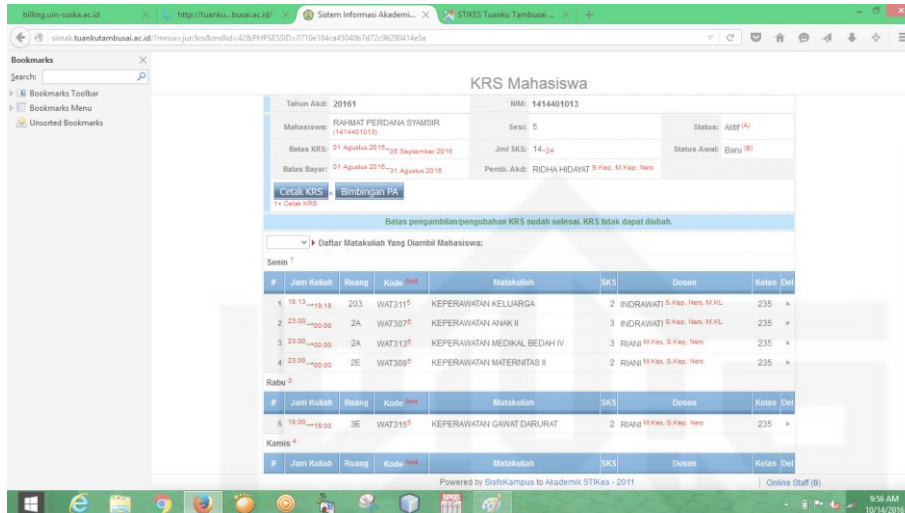 billing.uin-suska.ac.id
http://tuanku...busai.ac.id/
Sistem Informasi Akademi...
STIKES Tuanku Tambusai ...
simak.tuankutambusai.ac.id/?mnux=jur/krs&mdlid=42&PHPSESSID=0710e184ca45040b7d72c96290414e5a
Bookmarks
Search:
Bookmarks Toolbar
Bookmarks Menu
Unsorted Bookmarks
KRS Mahasiswa
Tahun Akd: 20161 NIM: 1414401013
Mahasiswa: RAHMAT PERDANA SYAMSIR (1414401013) Sesi: 5 Status: Aktif (A)
Batas KRS: 01 Agustus 2016 06 September 2016 Jml SKS: 14 24 Status Awal: Baru (B)
Batas Bayar: 01 Agustus 2016 31 Agustus 2016 Pemb. Akd: RIDHA HIDAYAT S.Kep, M.Kep, Ners
Cetak KRS Bimbingan PA
1× Cetak KRS
Batas pengambilan/pengubahan KRS sudah selesai. KRS tidak dapat diubah.
Daftar Matakuliah Yang Diambil Mahasiswa:
Senin 1
# Jam Kuliah Ruang Kode Smt Matakuliah SKS Dosen Kelas Del
1 18:13 19:18 203 WAT311 5 KEPERAWATAN KELUARGA 2 INDRAWATI S.Kep, Ners, M.KL 235 ×
2 23:00 00:00 2A WAT307 5 KEPERAWATAN ANAK II 3 INDRAWATI S.Kep, Ners, M.KL 235 ×
3 23:00 00:00 2A WAT313 5 KEPERAWATAN MEDIKAL BEDAH IV 3 RIANI M.Kes, S.Kep, Ners 235 ×
4 23:00 00:00 2E WAT308 5 KEPERAWATAN MATERNITAS II 2 RIANI M.Kes, S.Kep, Ners 235 ×
Rabu 3
# Jam Kuliah Ruang Kode Smt Matakuliah SKS Dosen Kelas Del
5 18:00 19:00 3E WAT315 5 KEPERAWATAN GAWAT DARURAT 2 RIANI M.Kes, S.Kep, Ners 235 ×
Kamis 4
# Jam Kuliah Ruang Kode Smt Matakuliah SKS Dosen Kelas Del
Powered by SisfoKampus to Akademik STIKes - 2011
Online Staff (0)
SPSS
9:56 AM
10/14/2016